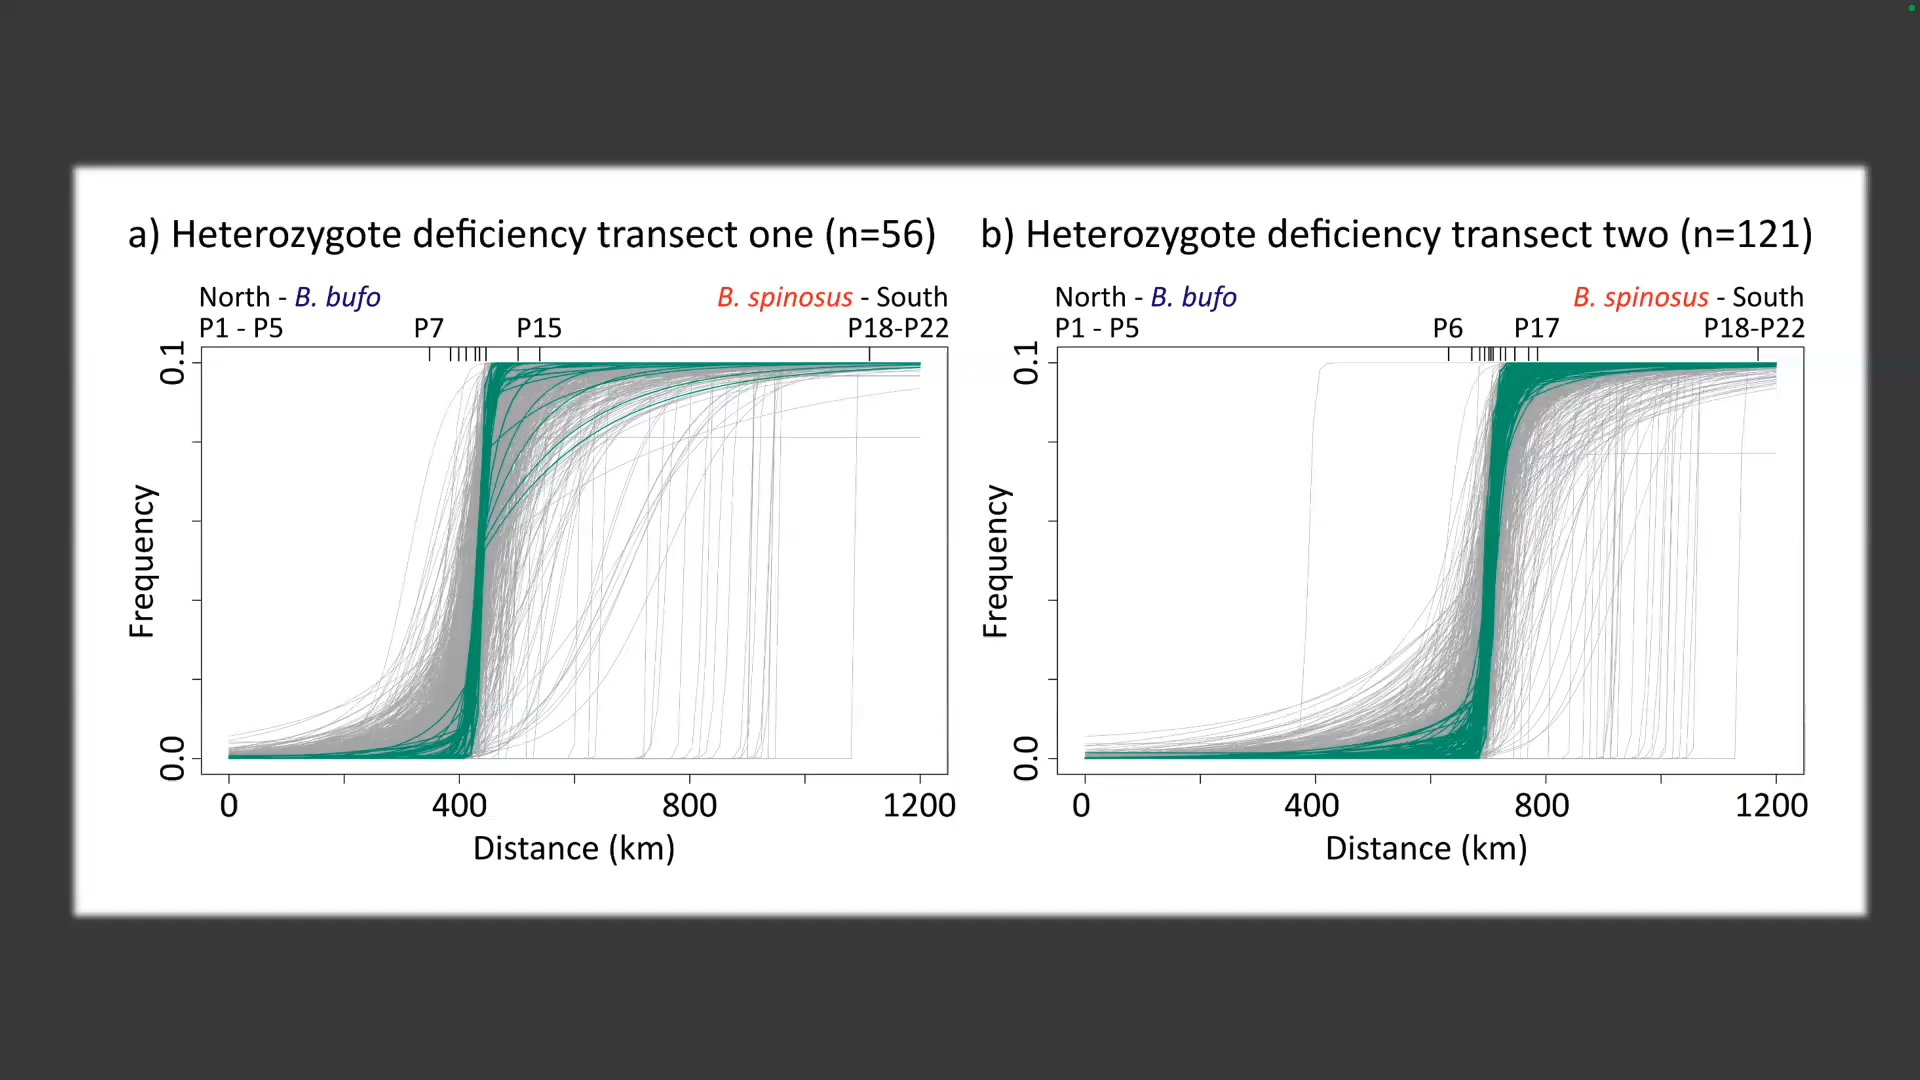 a) Heterozygote deficiency transect one (n=56)
North - B. bufo
B. spinosus - South
P1 - P5
P7
P15
P18-P22
0.1
Frequency
0.0
0
400
800
1200
Distance (km)
b) Heterozygote deficiency transect two (n=121)
North - B. bufo
B. spinosus - South
P1 - P5
P6
P17
P18-P22
0.1
Frequency
0.0
0
400
800
1200
Distance (km)